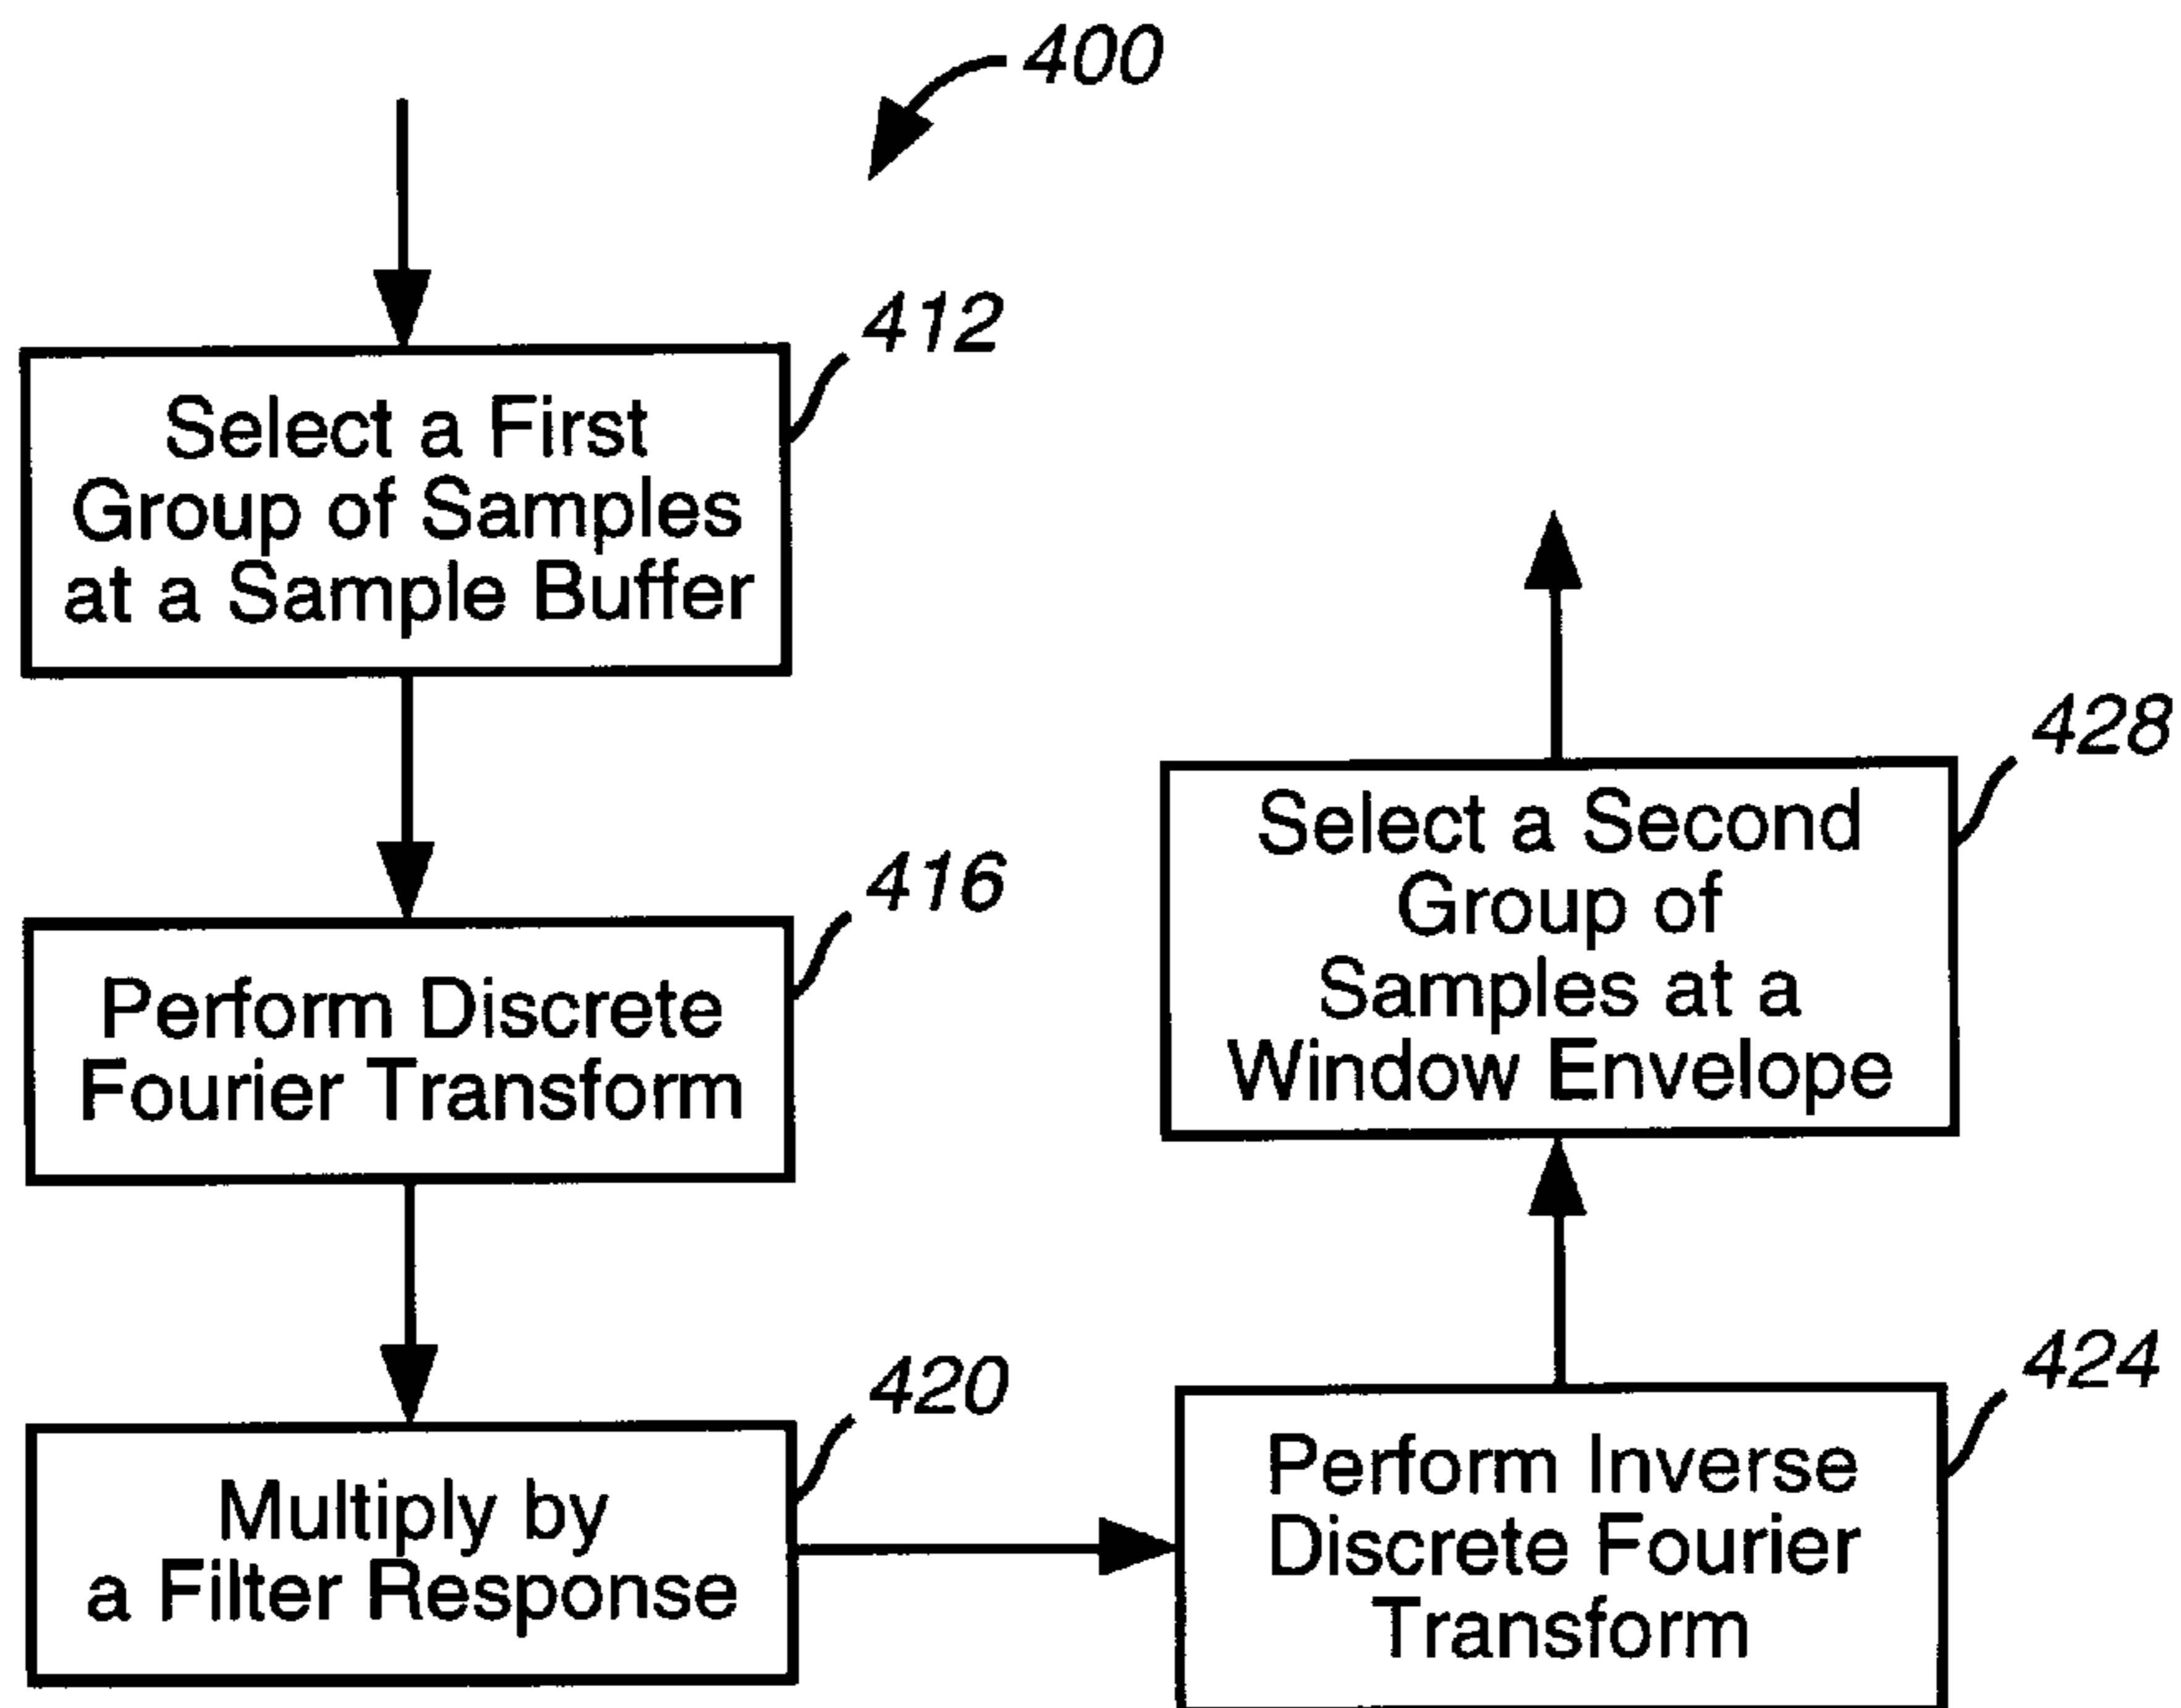 400
412
Select a First
Group of Samples
at a Sample Buffer
416
Perform Discrete
Fourier Transform
420
Multiply by
a Filter Response
424
Perform Inverse
Discrete Fourier
Transform
428
Select a Second
Group of
Samples at a
Window Envelope